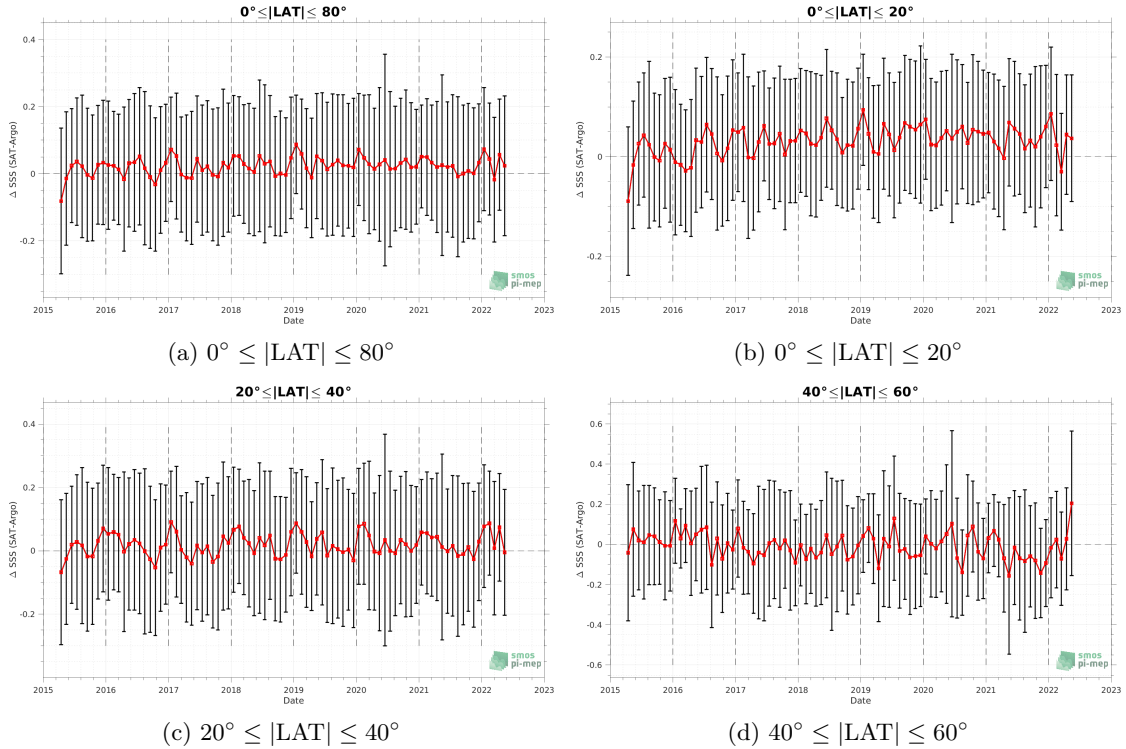 0°≤|LAT|≤ 80°
Δ SSS (SAT-Argo)
0.4
0.2
0
-0.2
2015 2016 2017 2018 2019 2020 2021 2022 2023
Date
smos
pi-mep
(a) 0° ≤ |LAT| ≤ 80°
0°≤|LAT|≤ 20°
Δ SSS (SAT-Argo)
0.2
0
-0.2
2015 2016 2017 2018 2019 2020 2021 2022 2023
Date
smos
pi-mep
(b) 0° ≤ |LAT| ≤ 20°
20°≤|LAT|≤ 40°
Δ SSS (SAT-Argo)
0.4
0.2
0
-0.2
2015 2016 2017 2018 2019 2020 2021 2022 2023
Date
smos
pi-mep
(c) 20° ≤ |LAT| ≤ 40°
40°≤|LAT|≤ 60°
Δ SSS (SAT-Argo)
0.6
0.4
0.2
0
-0.2
-0.4
-0.6
2015 2016 2017 2018 2019 2020 2021 2022 2023
Date
smos
pi-mep
(d) 40° ≤ |LAT| ≤ 60°